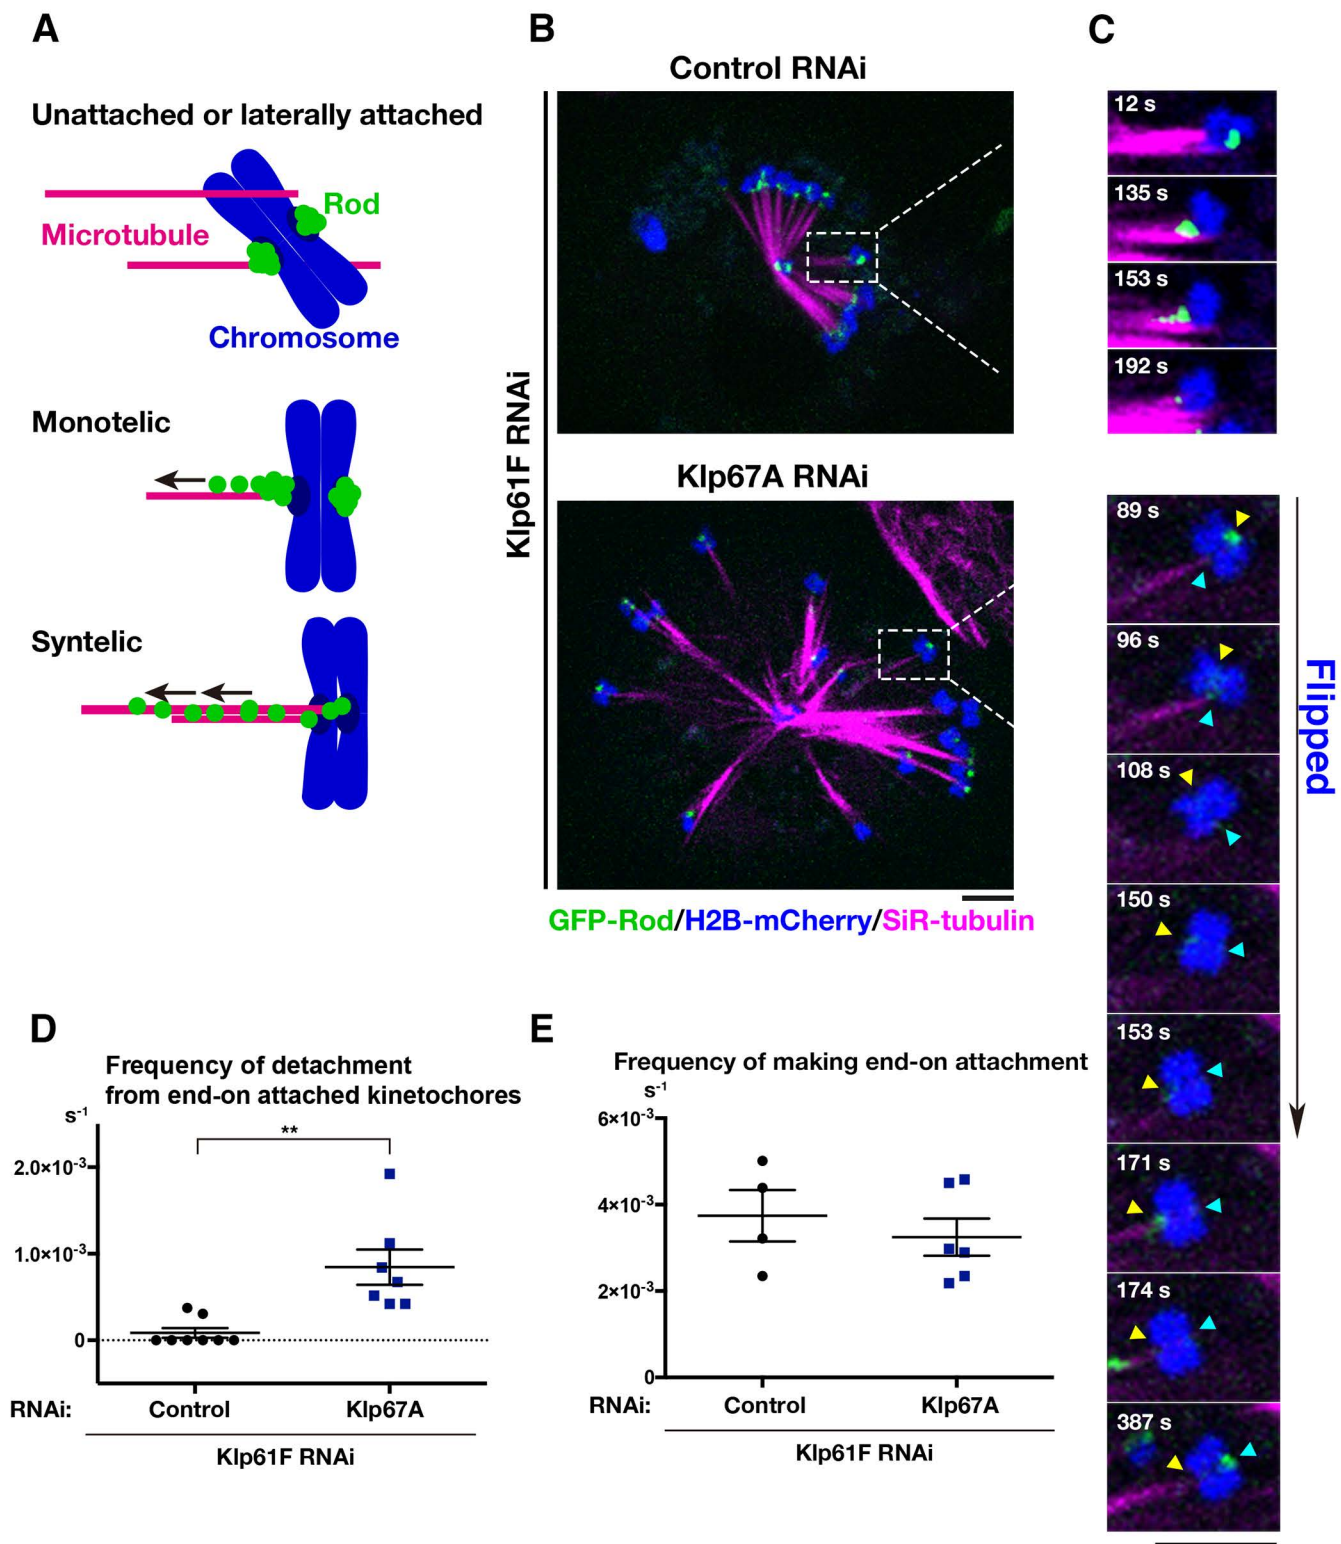 A
Unattached or laterally attached
Rod
Microtubule
Chromosome
Monotelic
Syntelic
B
Control RNAi
Klp67A RNAi
Klp61F RNAi
GFP-Rod/H2B-mCherry/SiR-tubulin
C
12 s
135 s
153 s
192 s
89 s
96 s
108 s
150 s
153 s
171 s
174 s
387 s
Flipped
D
Frequency of detachment
from end-on attached kinetochores
s⁻¹
**
2.0×10⁻³
1.0×10⁻³
0
RNAi: Control Klp67A
Klp61F RNAi
E
Frequency of making end-on attachment
s⁻¹
6×10⁻³
4×10⁻³
2×10⁻³
0
RNAi: Control Klp67A
Klp61F RNAi